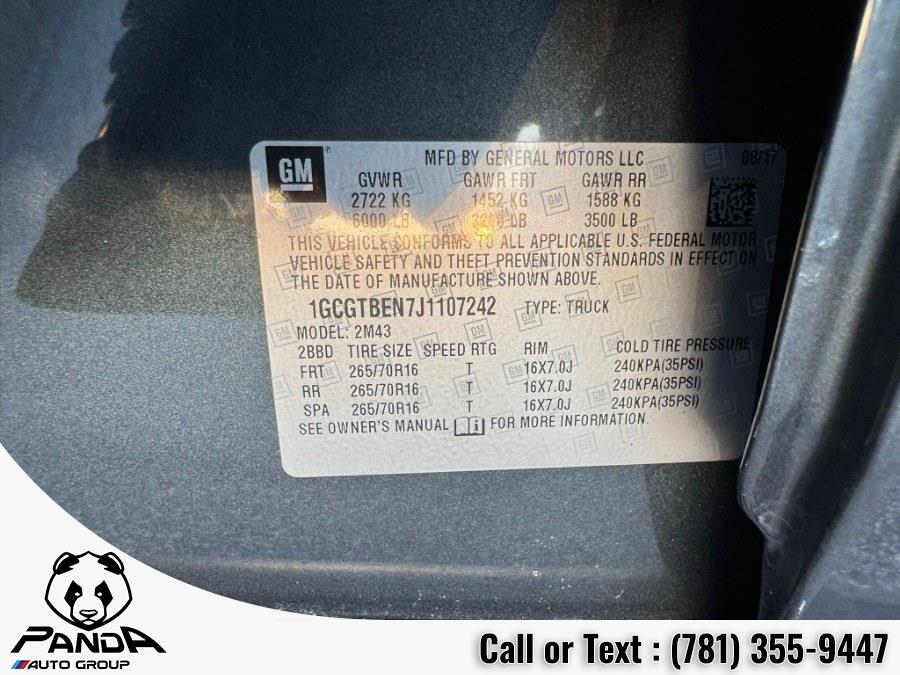 GM
®
MFD BY GENERAL MOTORS LLC 08/17
GVWR GAWR FRT GAWR RR
2722 KG 1452 KG 1588 KG
6000 LB LB 3500 LB
THIS VEHICLE CONFORMS TO ALL APPLICABLE U.S. FEDERAL MOTOR
VEHICLE SAFETY AND THEFT PREVENTION STANDARDS IN EFFECT ON
THE DATE OF MANUFACTURE SHOWN ABOVE.
1GCGTBEN7J1107242 TYPE: TRUCK
MODEL: 2M43
2BBD TIRE SIZE SPEED RTG RIM COLD TIRE PRESSURE
FRT 265/70R16 T 16X7.0J 240KPA(35PSI)
RR 265/70R16 T 16X7.0J 240KPA(35PSI)
SPA 265/70R16 T 16X7.0J 240KPA(35PSI)
SEE OWNER'S MANUAL i FOR MORE INFORMATION.
PANDA
AUTO GROUP
Call or Text : (781) 355-9447